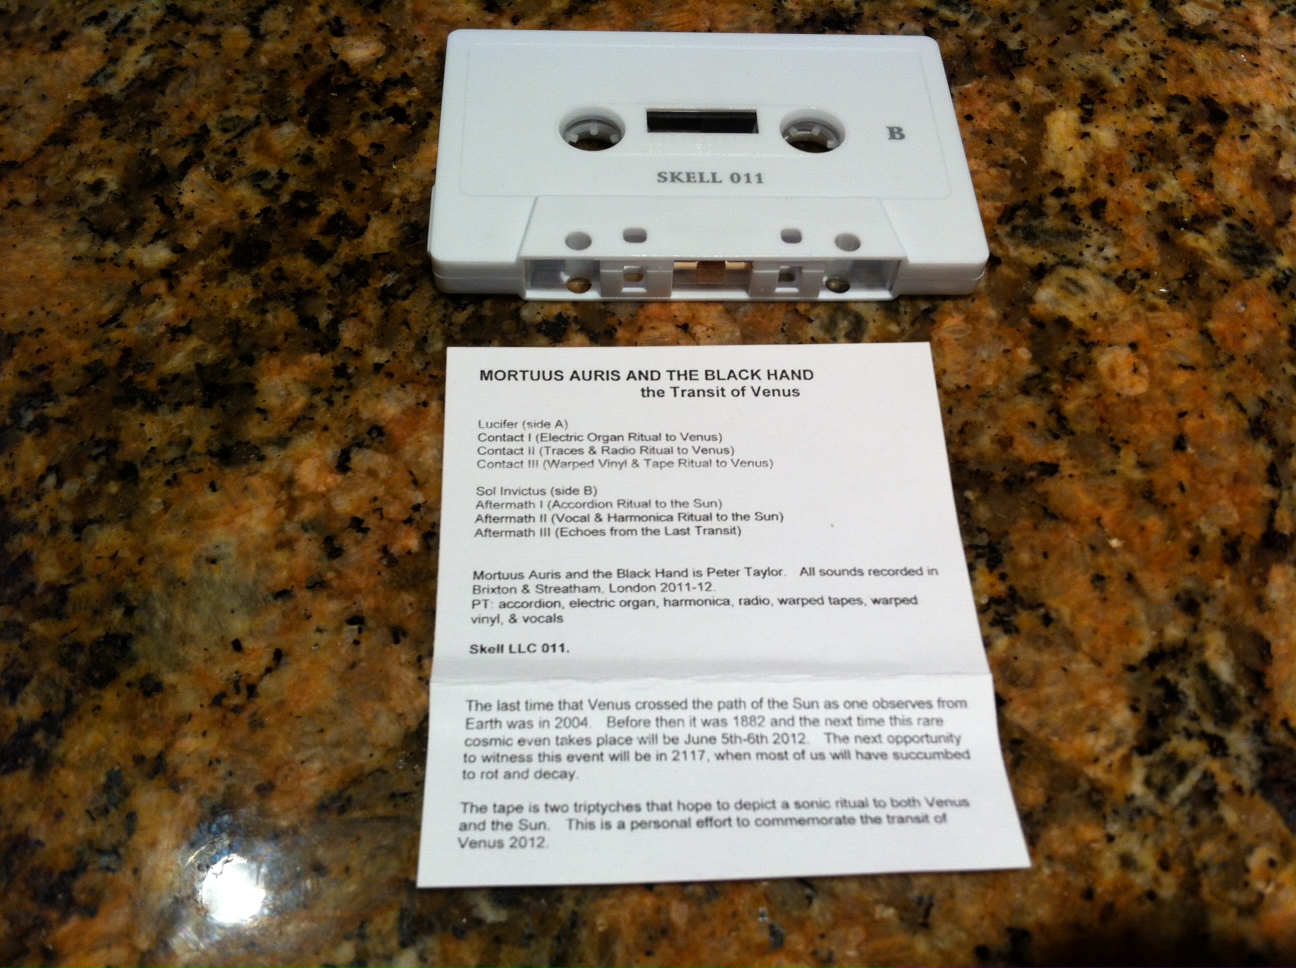 B
SKELL 011
MORTUUS AURIS AND THE BLACK HAND
the Transit of Venus
Lucifer (side A)
Contact I (Electric Organ Ritual to Venus)
Contact II (Traces & Radio Ritual to Venus)
Contact III (Warped Vinyl & Tape Ritual to Venus)
Sol Invictus (side B)
Aftermath I (Accordion Ritual to the Sun)
Aftermath II (Vocal & Harmonica Ritual to the Sun)
Aftermath III (Echoes from the Last Transit)
Mortuus Auris and the Black Hand is Peter Taylor. All sounds recorded in
Brixton & Streatham, London 2011-12.
PT: accordion, electric organ, harmonica, radio, warped tapes, warped
vinyl, & vocals
Skell LLC 011.
The last time that Venus crossed the path of the Sun as one observes from
Earth was in 2004. Before then it was 1882 and the next time this rare
cosmic even takes place will be June 5th-6th 2012. The next opportunity
to witness this event will be in 2117, when most of us will have succumbed
to rot and decay.
The tape is two triptyches that hope to depict a sonic ritual to both Venus
and the Sun. This is a personal effort to commemorate the transit of
Venus 2012.